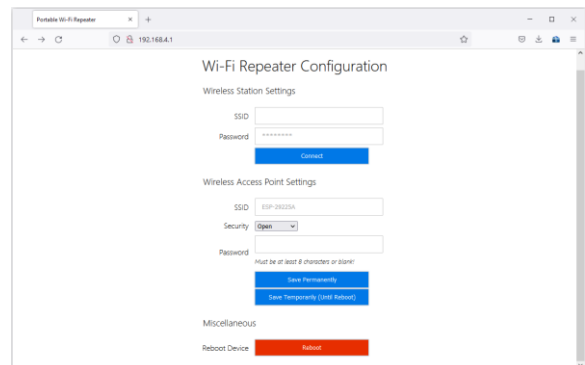 Portable Wi-Fi Repeater
192.168.4.1
Wi-Fi Repeater Configuration
Wireless Station Settings
SSID
Password ********
Connect
Wireless Access Point Settings
SSID
Security Open
Password
Must be at least 8 characters or blank!
Save Permanently
Save Temporarily (Until Reboot)
Miscellaneous
Reboot Device Reboot